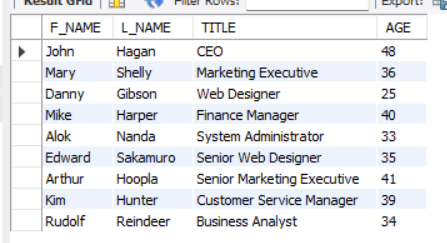 Result Grid Filter Rows: Export:
F_NAME L_NAME TITLE AGE
John Hagan CEO 48
Mary Shelly Marketing Executive 36
Danny Gibson Web Designer 25
Mike Harper Finance Manager 40
Alok Nanda System Administrator 33
Edward Sakamuro Senior Web Designer 35
Arthur Hoopla Senior Marketing Executive 41
Kim Hunter Customer Service Manager 39
Rudolf Reindeer Business Analyst 34